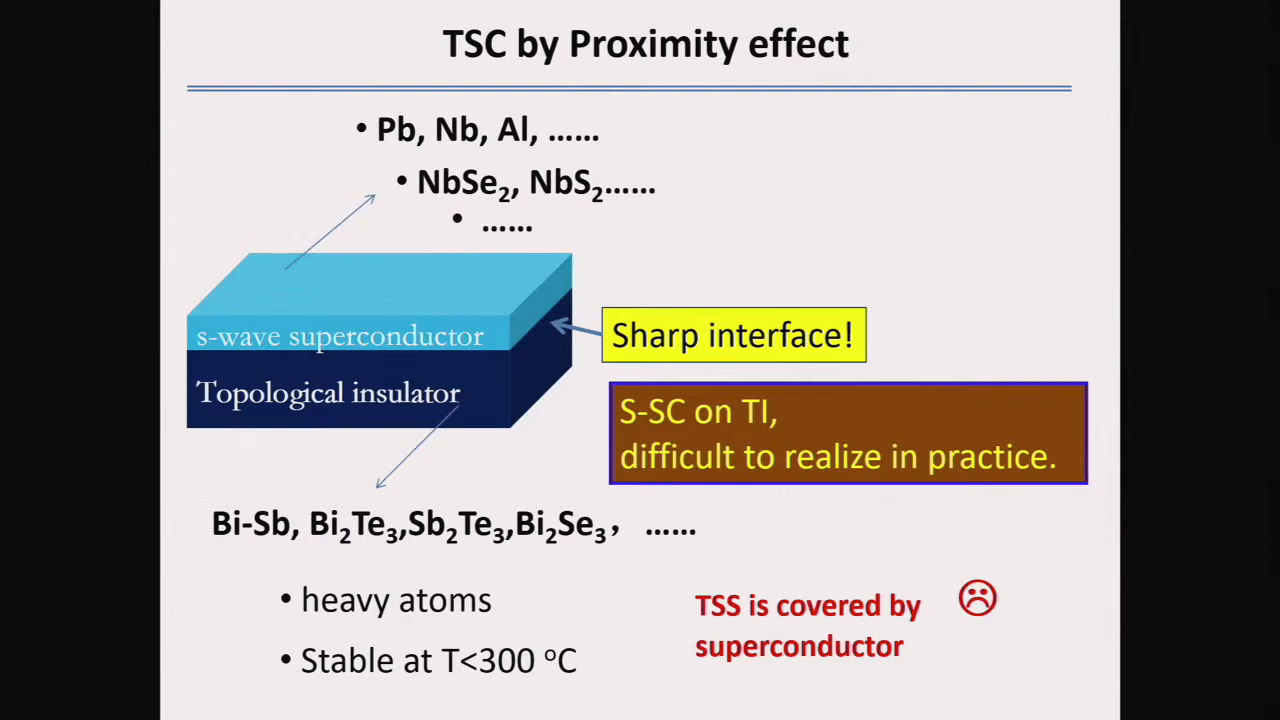 TSC by Proximity effect
• Pb, Nb, Al, ……
• NbSe₂, NbS₂……
• ……
s-wave superconductor
Sharp interface!
Topological insulator
S-SC on TI,
difficult to realize in practice.
Bi-Sb, Bi₂Te₃,Sb₂Te₃,Bi₂Se₃， ……
• heavy atoms
• Stable at T<300 ᵒC
TSS is covered by
superconductor